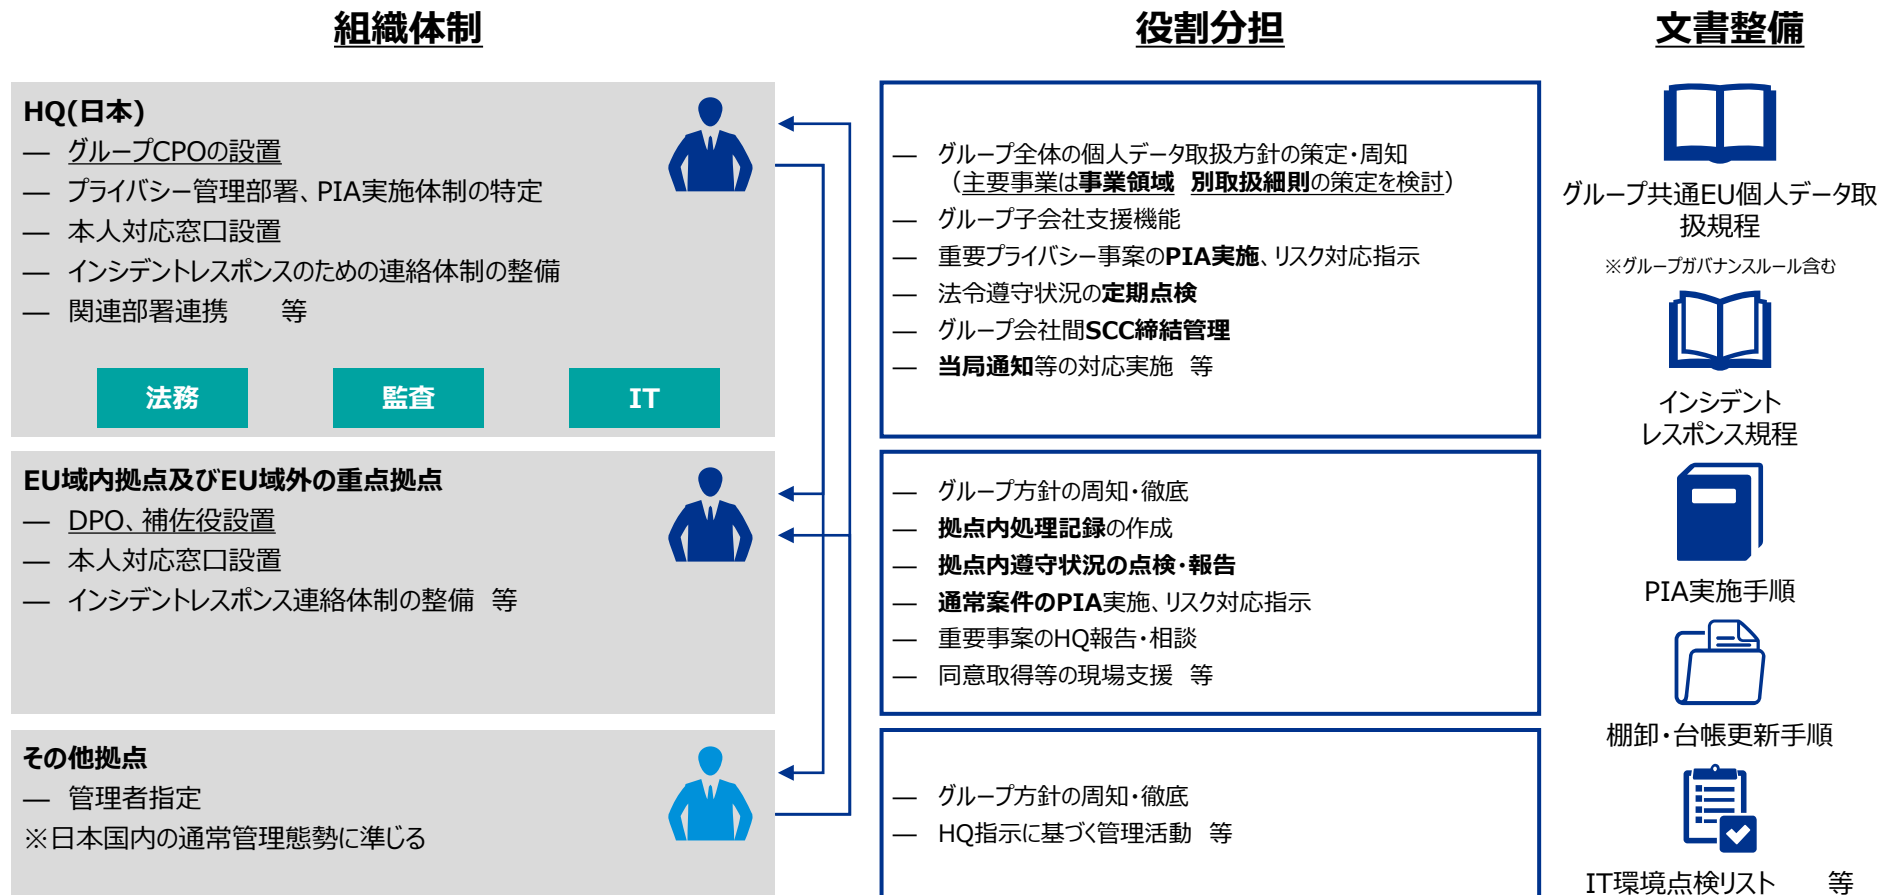 組織体制
役割分担
文書整備
HQ(日本)
― グループCPOの設置
― プライバシー管理部署、PIA実施体制の特定
― 本人対応窓口設置
― インシデントレスポンスのための連絡体制の整備
― 関連部署連携　　等
法務
監査
IT
― グループ全体の個人データ取扱方針の策定・周知
（主要事業は事業領域　別取扱細則の策定を検討）
― グループ子会社支援機能
― 重要プライバシー事案のPIA実施、リスク対応指示
― 法令遵守状況の定期点検
― グループ会社間SCC締結管理
― 当局通知等の対応実施　等
EU域内拠点及びEU域外の重点拠点
― DPO、補佐役設置
― 本人対応窓口設置
― インシデントレスポンス連絡体制の整備　等
― グループ方針の周知・徹底
― 拠点内処理記録の作成
― 拠点内遵守状況の点検・報告
― 通常案件のPIA実施、リスク対応指示
― 重要事案のHQ報告・相談
― 同意取得等の現場支援　等
その他拠点
― 管理者指定
※日本国内の通常管理態勢に準じる
― グループ方針の周知・徹底
― HQ指示に基づく管理活動　等
グループ共通EU個人データ取
扱規程
※グループガバナンスルール含む
インシデント
レスポンス規程
PIA実施手順
棚卸・台帳更新手順
IT環境点検リスト　　等